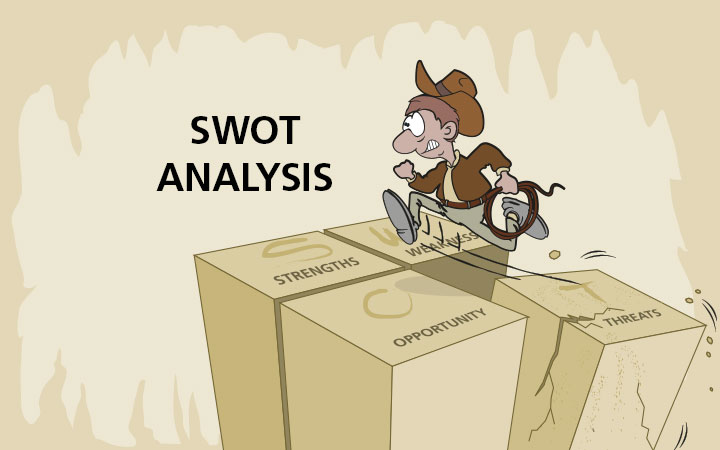 SWOT
ANALYSIS
S
W
STRENGTHS
WEAKNESS
O
T
OPPORTUNITY
THREATS